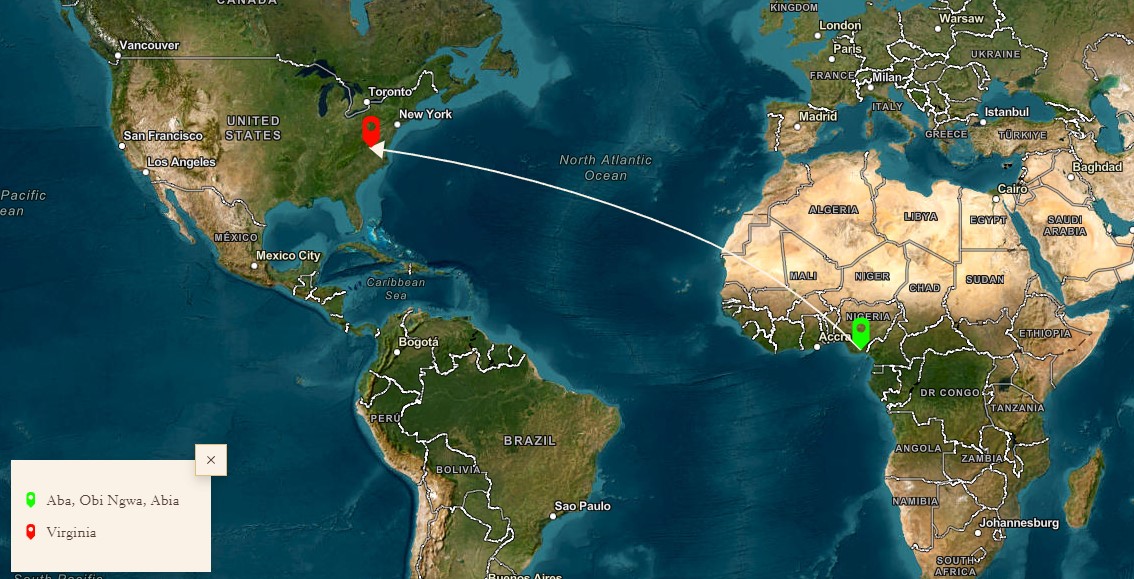 CANADA
KINGDOM
London
Warsaw
Vancouver
Paris
UKRAINE
FRANCE
Milan
Toronto
ITALY
New York
Madrid
Istanbul
UNITED
STATES
San Francisco
GREECE
TÜRKIYE
Los Angeles
North Atlantic
Ocean
Baghdad
Pacific
ean
Cairo
ALGERIA
LIBYA
EGYPT
SAUDI
ARABIA
MÉXICO
Mexico City
MALI
NIGER
SUDAN
CHAD
Caribbean
Sea
NIGERIA
Accra
ETHIOPIA
Bogotá
DR CONGO
TANZANIA
PERÚ
BRAZIL
ANGOLA
ZAMBIA
BOLIVIA
NAMIBIA
Sao Paulo
Johannesburg
SOUTH
AFRICA
×
Aba, Obi Ngwa, Abia
Virginia
South Pacific
Buenos Aires